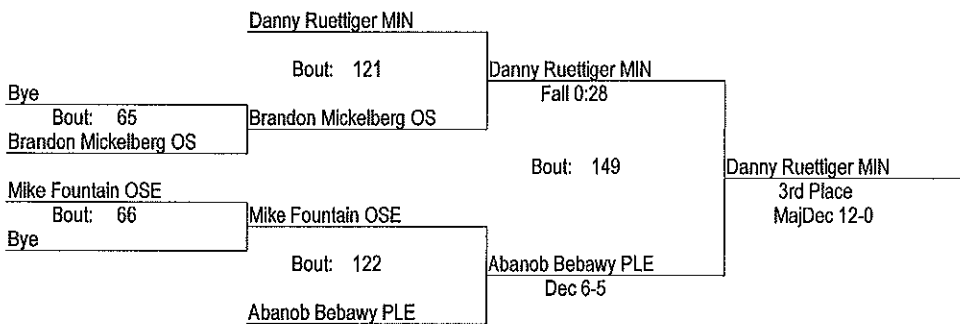 Danny Ruettiger MIN
Bout: 121
Danny Ruettiger MIN
Fall 0:28
Bye
Bout: 65
Brandon Mickelberg OS
Brandon Mickelberg OS
Bout: 149
Danny Ruettiger MIN
3rd Place
MajDec 12-0
Mike Fountain OSE
Bout: 66
Mike Fountain OSE
Bye
Bout: 122
Abanob Bebawy PLE
Dec 6-5
Abanob Bebawy PLE